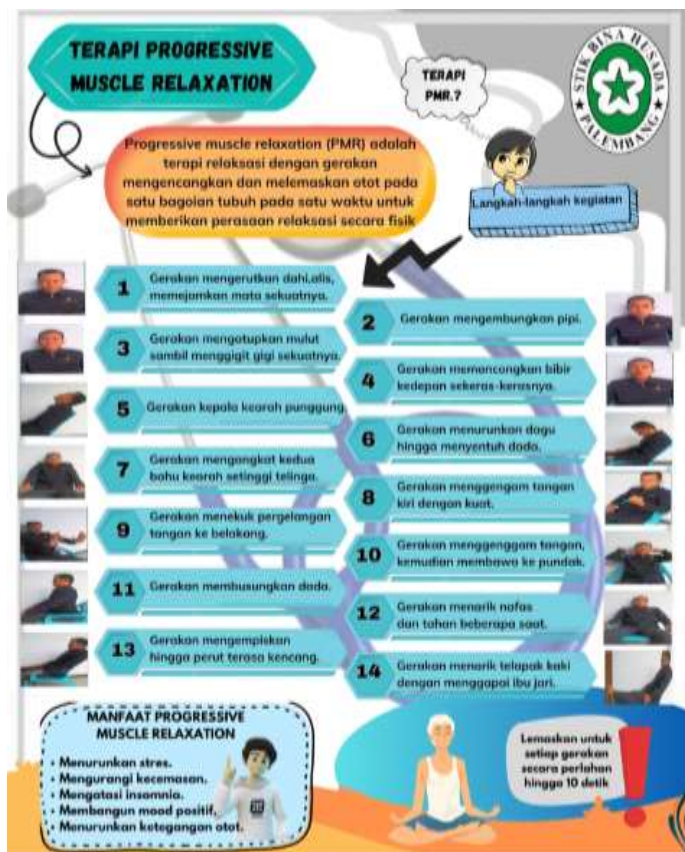 TERAPI PROGRESSIVE
MUSCLE RELAXATION
TERAPI
PMR.?
STIK BINA HUSADA
PALEMBANG
Progressive muscle relaxation (PMR) adalah
terapi relaksasi dengan gerakan
mengencangkan dan melemaskan otot pada
satu bagoian tubuh pada satu waktu untuk
memberikan perasaan relaksasi secara fisik
Langkah-langkah kegiatan
1
Gerakan mengerutkan dahi,alis,
memejamkan mata sekuatnya.
2
Gerakan mengembungkan pipi.
3
Gerakan mengatupkan mulut
sambil menggigit gigi sekuatnya.
4
Gerakan memoncongkan bibir
kedepan sekeras-kerasnya.
5
Gerakan kepala kearah punggung
6
Gerakan menurunkan dagu
hingga menyentuh dada.
7
Gerakan mengangkat kedua
bahu kearah setinggi telinga.
8
Gerakan menggengam tangan
kiri dengan kuat.
9
Gerakan menekuk pergelangan
tangan ke belakang.
10
Gerakan menggenggam tangan,
kemudian membawa ke pundak.
11
Gerakan membusungkan dada.
12
Gerakan menarik nafas
dan tahan beberapa saat.
13
Gerakan mengempiskan
hingga perut terasa kencang.
14
Gerakan menarik telapak kaki
dengan menggapai ibu jari.
MANFAAT PROGRESSIVE
MUSCLE RELAXATION
• Menurunkan stres.
• Mengurangi kecemasan.
• Mengatasi insomnia.
• Membangun mood positif.
• Menurunkan ketegangan otot.
Lemaskan untuk
setiap gerakan
secara perlahan
hingga 10 detik